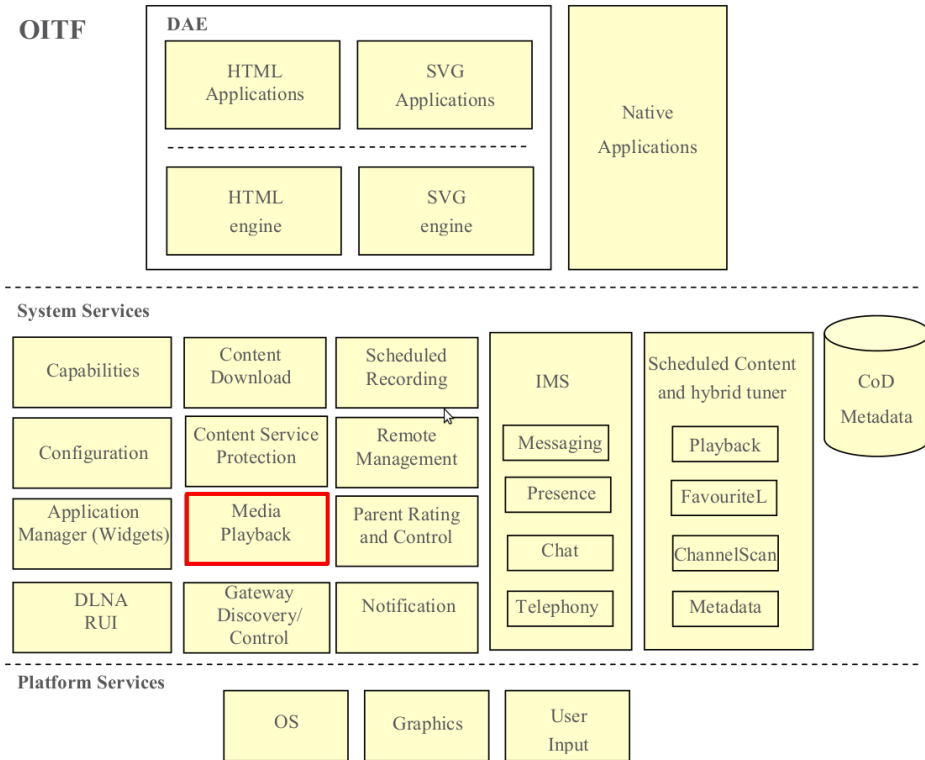 OITF
DAE
HTML
Applications
SVG
Applications
HTML
engine
SVG
engine
Native
Applications
System Services
Capabilities
Content
Download
Scheduled
Recording
Configuration
Content Service
Protection
Remote
Management
Application
Manager (Widgets)
Media
Playback
Parent Rating
and Control
DLNA
RUI
Gateway
Discovery/
Control
Notification
IMS
Messaging
Presence
Chat
Telephony
Scheduled Content
and hybrid tuner
Playback
FavouriteL
ChannelScan
Metadata
CoD
Metadata
Platform Services
OS
Graphics
User
Input